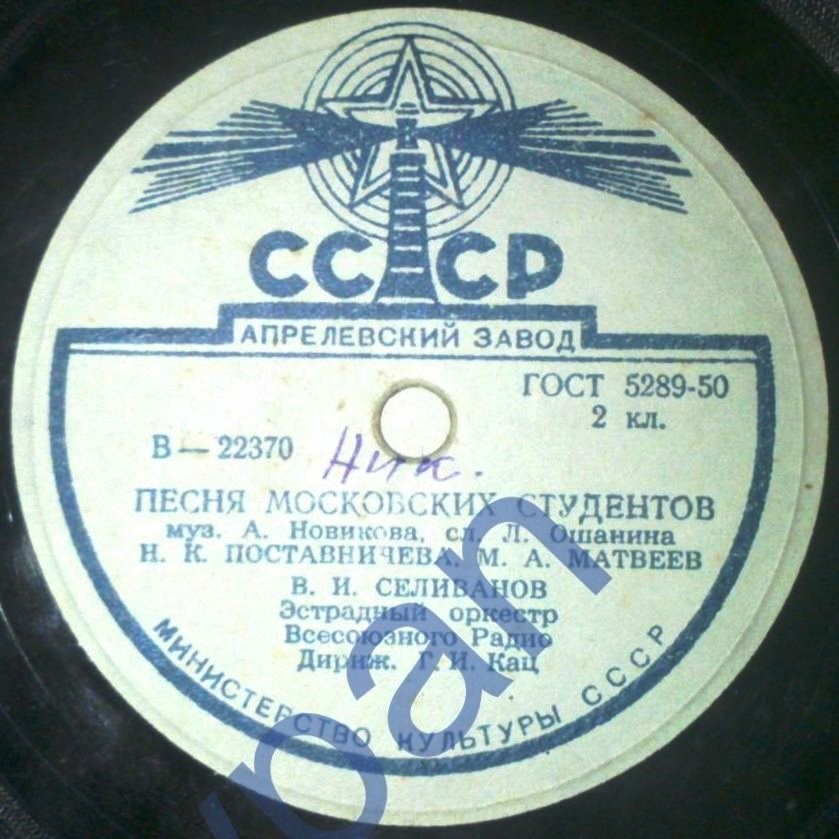 СССР
АПРЕЛЕВСКИЙ ЗАВОД
ГОСТ 5289-50
2 кл.
В — 22370
Ник.
ПЕСНЯ МОСКОВСКИХ СТУДЕНТОВ
муз. А. Новикова, сл. Л. Ошанина
Н. К. ПОСТАВНИЧЕВА, М. А. МАТВЕЕВ
В. И. СЕЛИВАНОВ
Эстрадный оркестр
Всесоюзного Радио
Дириж. Г. И. Кац
МИНИСТЕРСТВО КУЛЬТУРЫ СССР